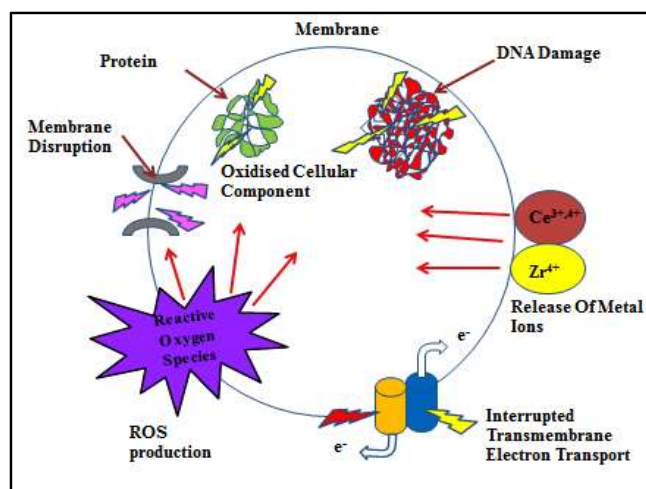 Membrane
DNA Damage
Protein
Membrane
Disruption
Oxidised Cellular
Component
Ce³⁺,⁴⁺
Zr⁴⁺
Release Of Metal
Ions
Reactive
Oxygen
Species
e⁻
ROS
production
e⁻
Interrupted
Transmembrane
Electron Transport